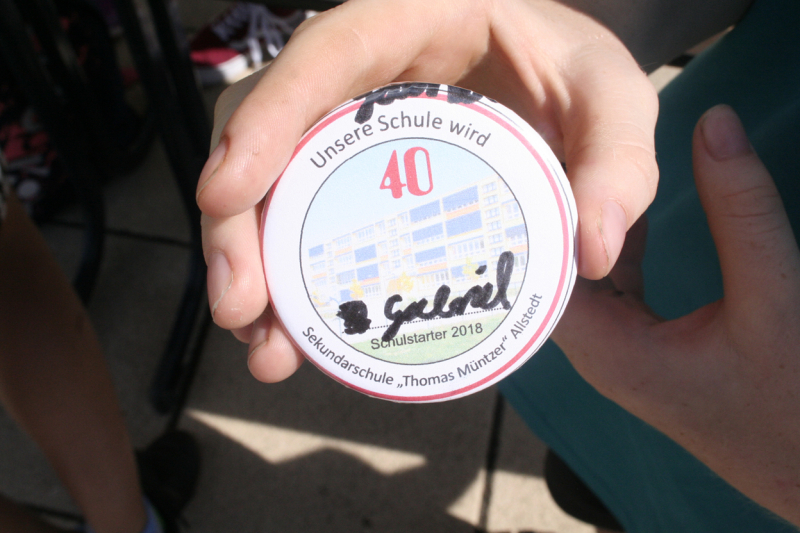 Unsere Schule wird
40
Gabriel
Schulstarter 2018
Sekundarschule „Thomas Müntzer" Allstedt